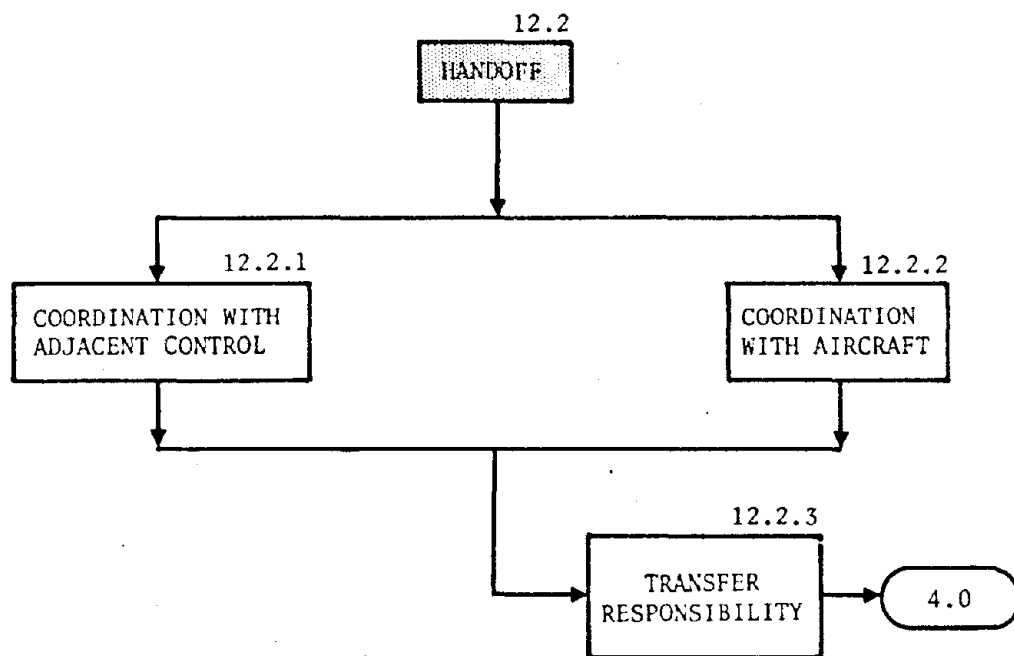 12.2
HANDOFF
12.2.1
COORDINATION WITH
ADJACENT CONTROL
12.2.2
COORDINATION
WITH AIRCRAFT
12.2.3
TRANSFER
RESPONSIBILITY
4.0